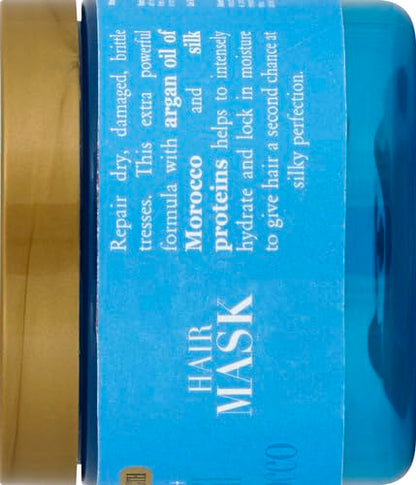 HAIR
MASK
Repair dry, damaged, brittle
tresses. This extra powerful
formula with argan oil of
Morocco and silk
proteins helps to intensely
hydrate and lock in moisture
to give hair a second chance at
silky perfection.